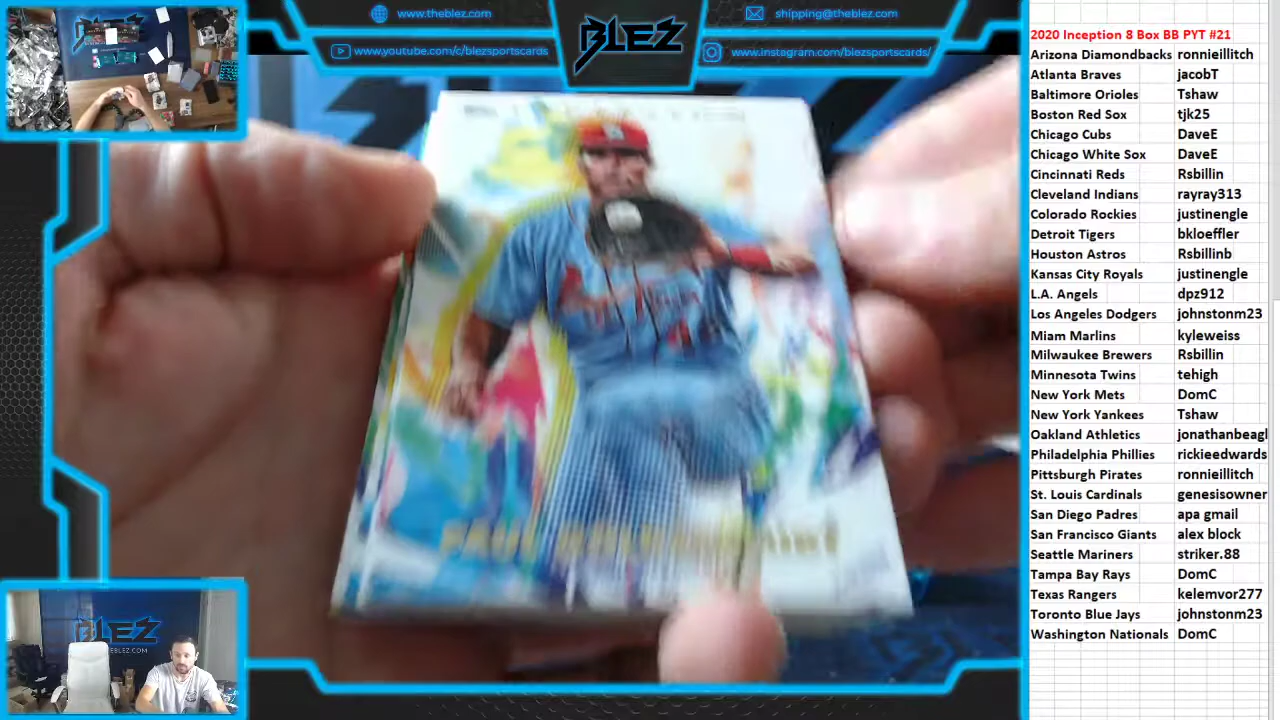 www.theblez.com
www.youtube.com/c/blezsportscards
BLEZ
shipping@theblez.com
www.instagram.com/blezsportscards/
2020 Inception 8 Box BB PYT #21
Arizona Diamondbacks ronnieillitch
Atlanta Braves jacobT
Baltimore Orioles Tshaw
Boston Red Sox tjk25
Chicago Cubs DaveE
Chicago White Sox DaveE
Cincinnati Reds Rsbillin
Cleveland Indians rayray313
Colorado Rockies justinengle
Detroit Tigers bkloeffler
Houston Astros Rsbillinb
Kansas City Royals justinengle
L.A. Angels dpz912
Los Angeles Dodgers johnstonm23
Miam Marlins kyleweiss
Milwaukee Brewers Rsbillin
Minnesota Twins tehigh
New York Mets DomC
New York Yankees Tshaw
Oakland Athletics jonathanbeagl
Philadelphia Phillies rickieedwards
Pittsburgh Pirates ronnieillitch
St. Louis Cardinals genesisowner
San Diego Padres apa gmail
San Francisco Giants alex block
Seattle Mariners striker.88
Tampa Bay Rays DomC
Texas Rangers kelemvor277
Toronto Blue Jays johnstonm23
Washington Nationals DomC
BLEZ